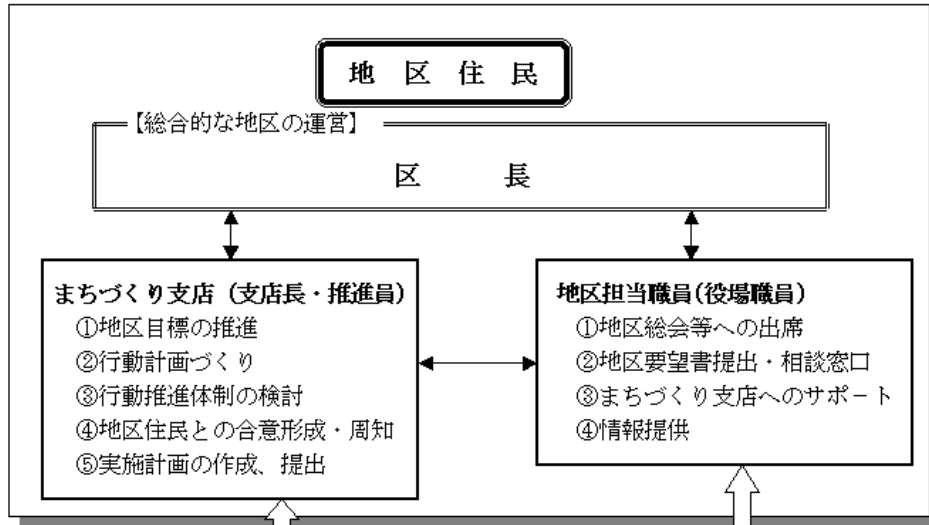 地区住民
【総合的な地区の運営】
区長
まちづくり支店（支店長・推進員）
①地区目標の推進
②行動計画づくり
③行動推進体制の検討
④地区住民との合意形成・周知
⑤実施計画の作成、提出
地区担当職員(役場職員)
①地区総会等への出席
②地区要望書提出・相談窓口
③まちづくり支店へのサポート
④情報提供